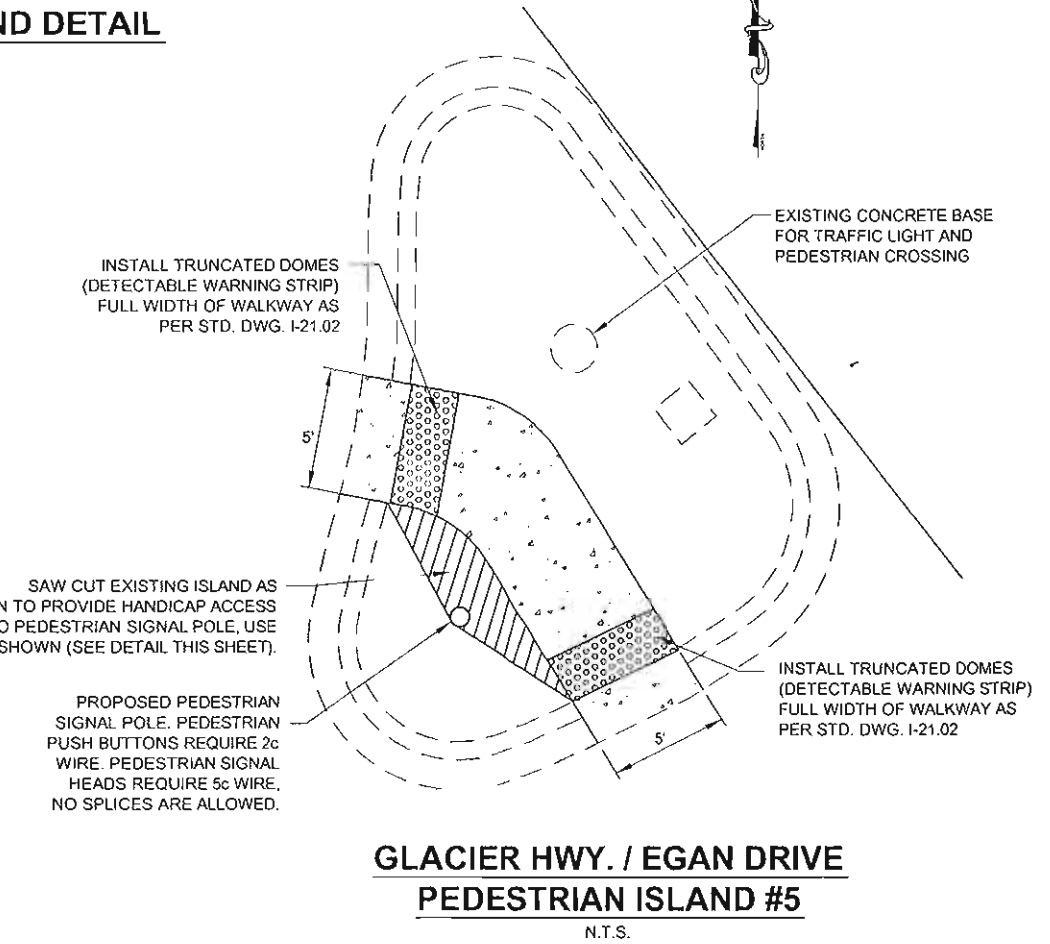 ND DETAIL
NORTH
EXISTING CONCRETE BASE
FOR TRAFFIC LIGHT AND
PEDESTRIAN CROSSING
INSTALL TRUNCATED DOMES
(DETECTABLE WARNING STRIP)
FULL WIDTH OF WALKWAY AS
PER STD. DWG. I-21.02
5'
SAW CUT EXISTING ISLAND AS
N TO PROVIDE HANDICAP ACCESS
O PEDESTRIAN SIGNAL POLE, USE
SHOWN (SEE DETAIL THIS SHEET).
PROPOSED PEDESTRIAN
SIGNAL POLE. PEDESTRIAN
PUSH BUTTONS REQUIRE 2c
WIRE. PEDESTRIAN SIGNAL
HEADS REQUIRE 5c WIRE,
NO SPLICES ARE ALLOWED.
INSTALL TRUNCATED DOMES
(DETECTABLE WARNING STRIP)
FULL WIDTH OF WALKWAY AS
PER STD. DWG. I-21.02
5'
GLACIER HWY. / EGAN DRIVE
PEDESTRIAN ISLAND #5
N.T.S.